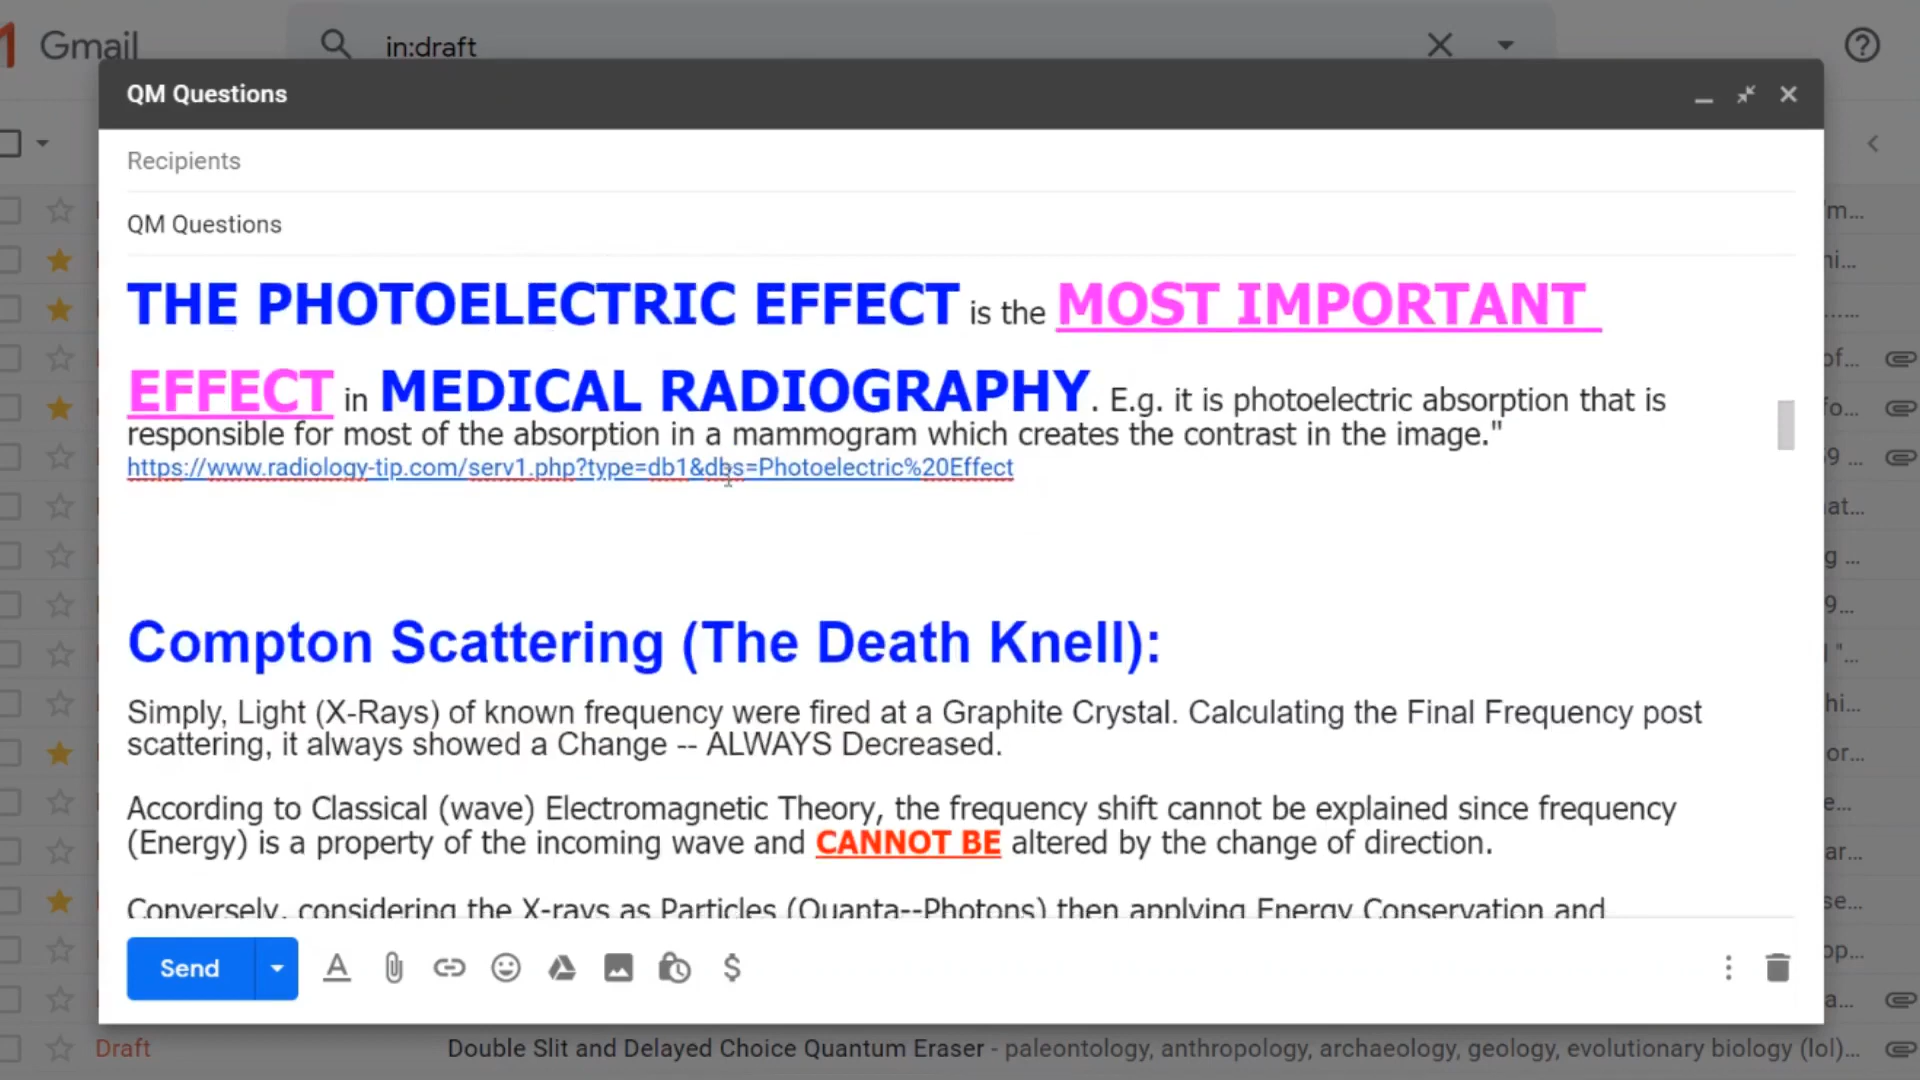 Gmail
in:draft
QM Questions
Recipients
QM Questions
THE PHOTOELECTRIC EFFECT is the MOST IMPORTANT
EFFECT in MEDICAL RADIOGRAPHY. E.g. it is photoelectric absorption that is
responsible for most of the absorption in a mammogram which creates the contrast in the image."
https://www.radiology-tip.com/serv1.php?type=db1&dbs=Photoelectric%20Effect
Compton Scattering (The Death Knell):
Simply, Light (X-Rays) of known frequency were fired at a Graphite Crystal. Calculating the Final Frequency post
scattering, it always showed a Change -- ALWAYS Decreased.
According to Classical (wave) Electromagnetic Theory, the frequency shift cannot be explained since frequency
(Energy) is a property of the incoming wave and CANNOT BE altered by the change of direction.
Conversely, considering the X-rays as Particles (Quanta--Photons) then applying Energy Conservation and
Send
Draft
Double Slit and Delayed Choice Quantum Eraser - paleontology, anthropology, archaeology, geology, evolutionary biology (lol)...